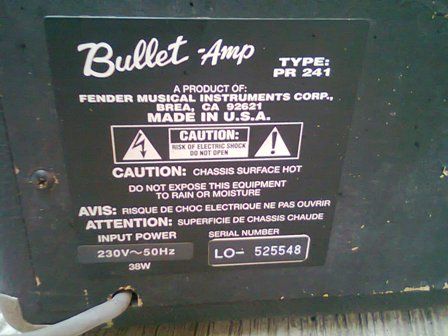 Bullet -Amp
TYPE:
PR 241
A PRODUCT OF:
FENDER MUSICAL INSTRUMENTS CORP.,
BREA, CA 92621
MADE IN U.S.A.
CAUTION:
RISK OF ELECTRIC SHOCK
DO NOT OPEN
CAUTION: CHASSIS SURFACE HOT
DO NOT EXPOSE THIS EQUIPMENT
TO RAIN OR MOISTURE
AVIS: RISQUE DE CHOC ELECTRIQUE NE PAS OUVRIR
ATTENTION: SUPERFICIE DE CHASSIS CHAUDE
INPUT POWER
230V~50Hz
38W
SERIAL NUMBER
LO- 525548